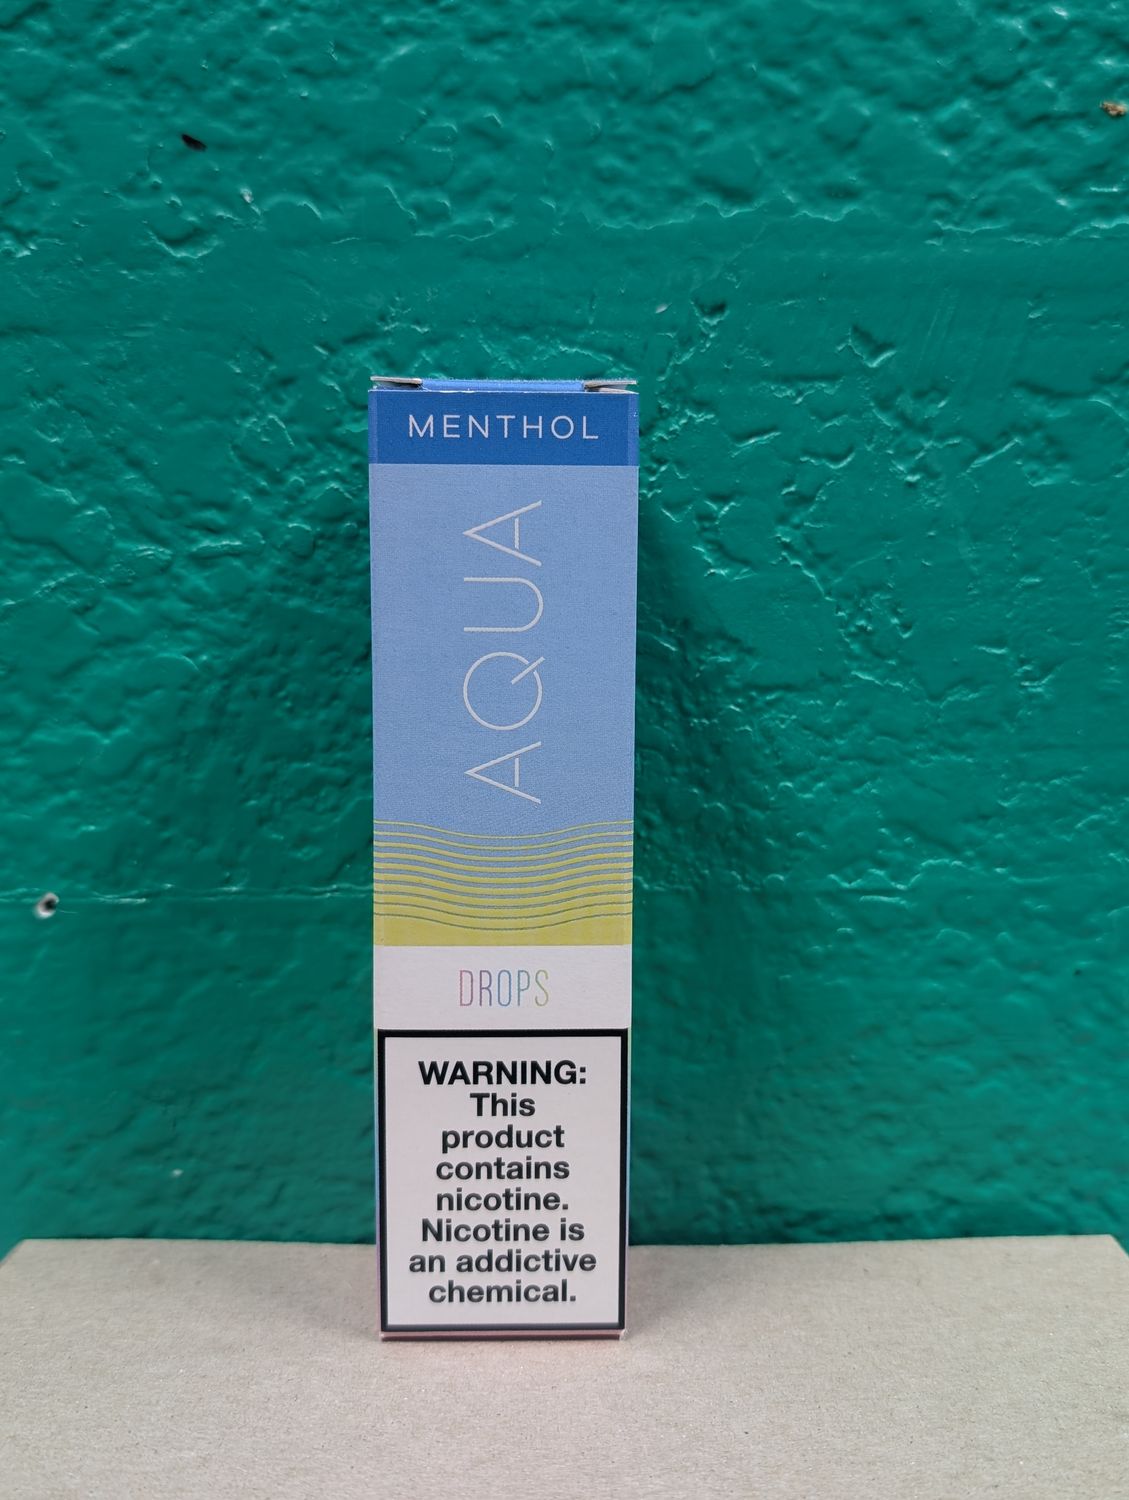 MENTHOL
AQUA
DROPS
WARNING:
This
product
contains
nicotine.
Nicotine is
an addictive
chemical.